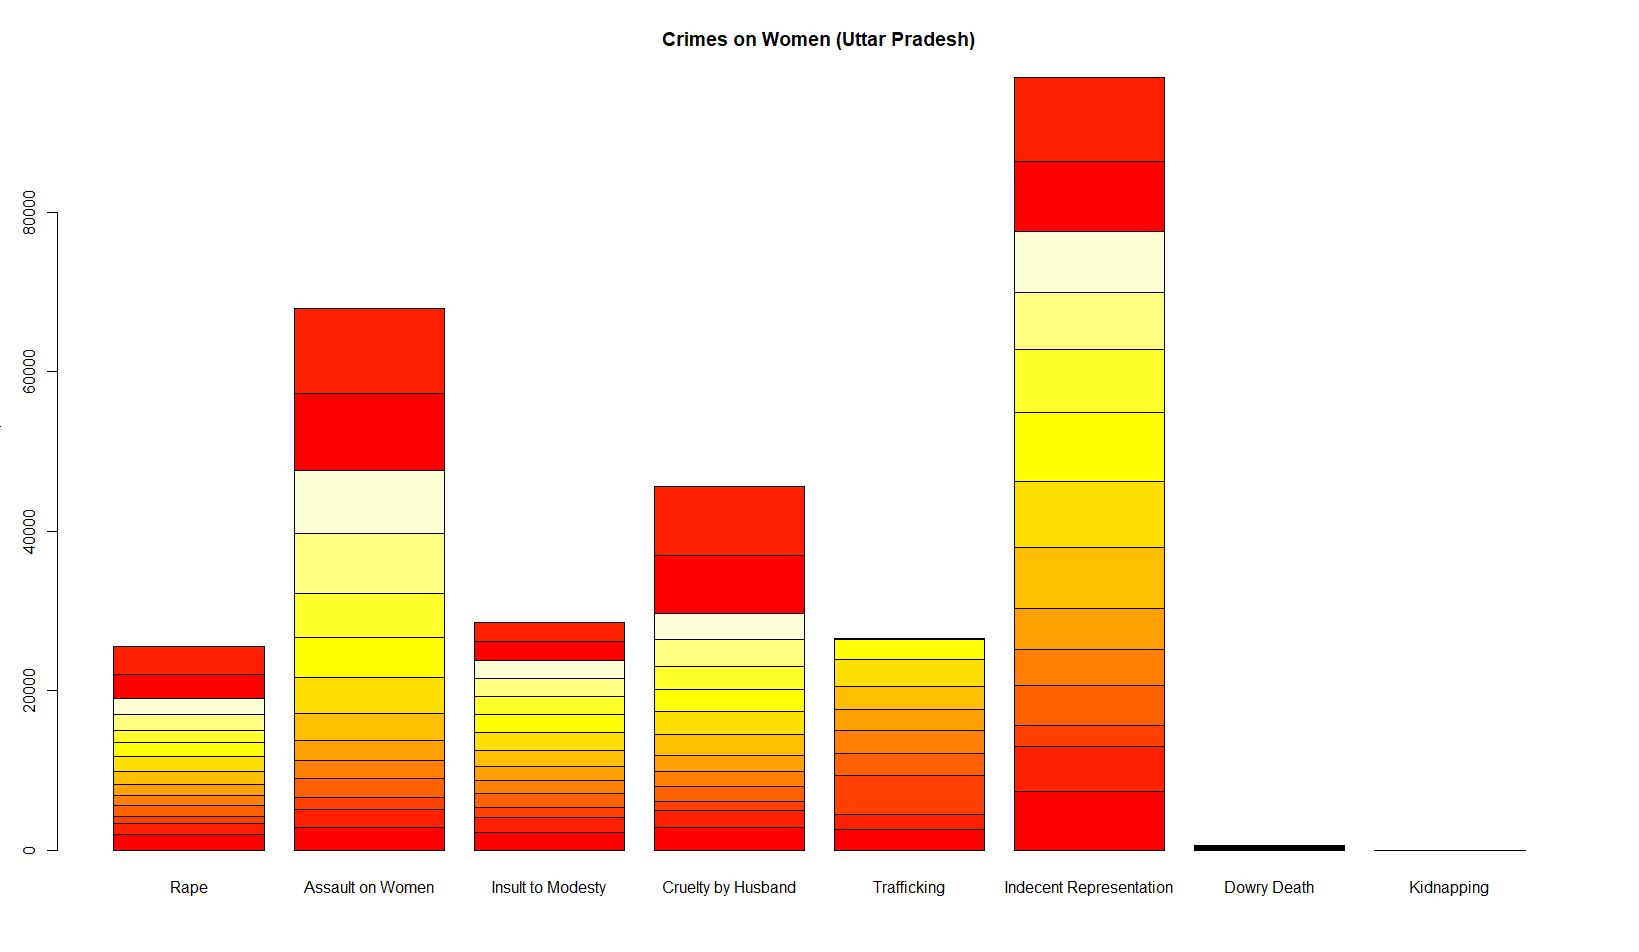 Crimes on Women (Uttar Pradesh)
80000
60000
40000
20000
0
Rape Assault on Women Insult to Modesty Cruelty by Husband Trafficking Indecent Representation Dowry Death Kidnapping